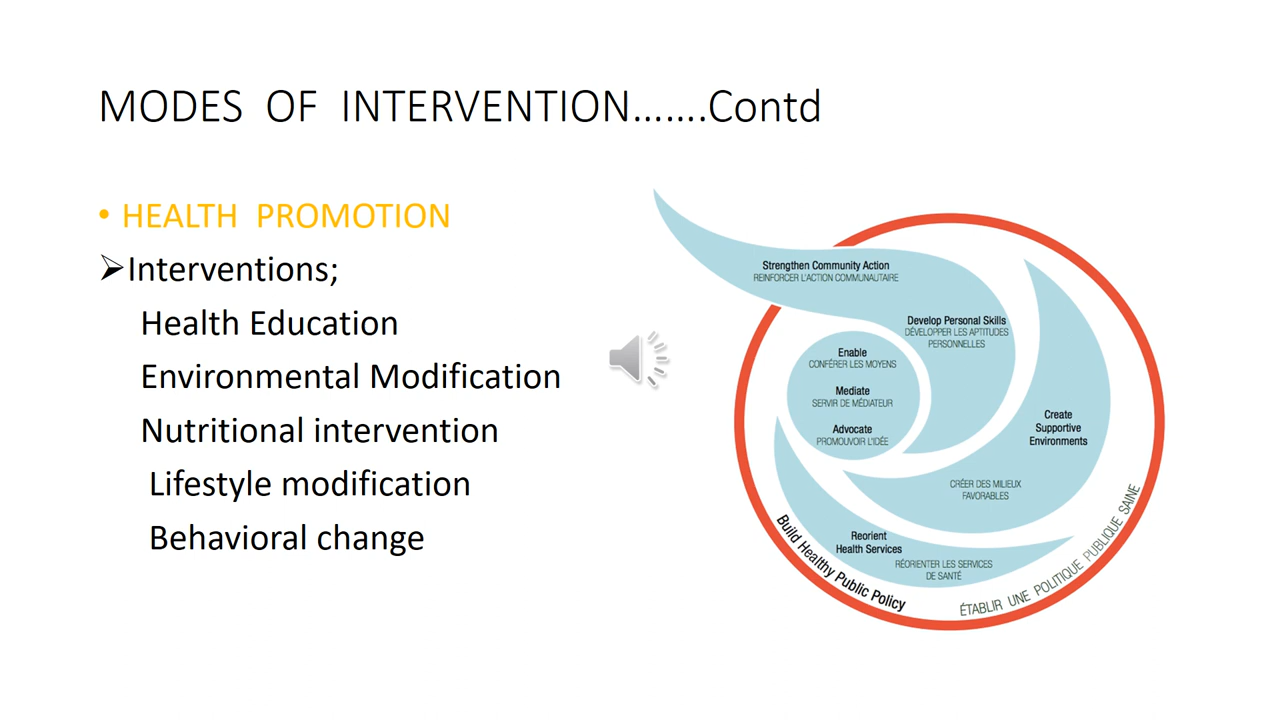 MODES OF INTERVENTION.......Contd
• HEALTH PROMOTION
➢Interventions;
Health Education
Environmental Modification
Nutritional intervention
Lifestyle modification
Behavioral change
Strengthen Community Action
RENFORCER L'ACTION COMMUNAUTAIRE
Develop Personal Skills
DÉVELOPPER LES APTITUDES
PERSONNELLES
Enable
CONFÉRER LES MOYENS
Mediate
SERVIR DE MÉDIATEUR
Advocate
PROMOUVOIR L'IDÉE
Create
Supportive
Environments
CRÉER DES MILIEUX
FAVORABLES
Reorient
Health Services
RÉORIENTER LES SERVICES
DE SANTÉ
Build Healthy Public Policy
ÉTABLIR UNE POLITIQUE PUBLIQUE SAINE